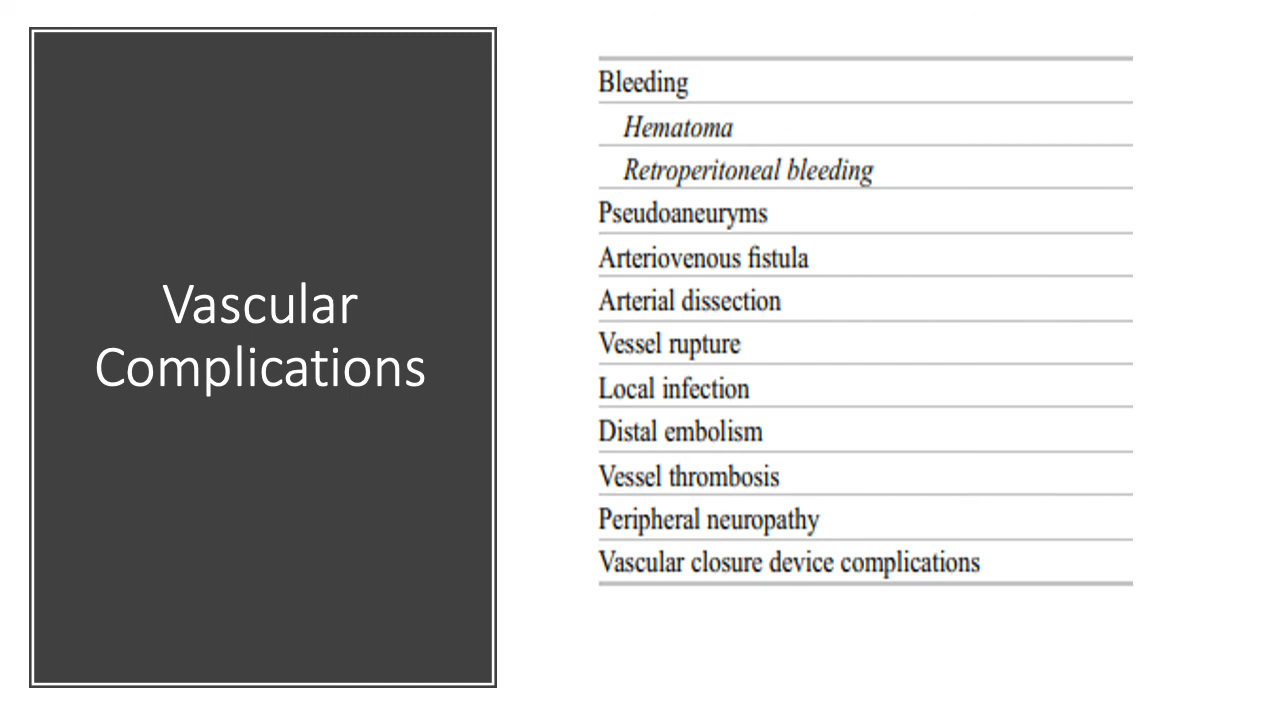 Vascular
Complications
Bleeding
Hematoma
Retroperitoneal bleeding
Pseudoaneuryms
Arteriovenous fistula
Arterial dissection
Vessel rupture
Local infection
Distal embolism
Vessel thrombosis
Peripheral neuropathy
Vascular closure device complications